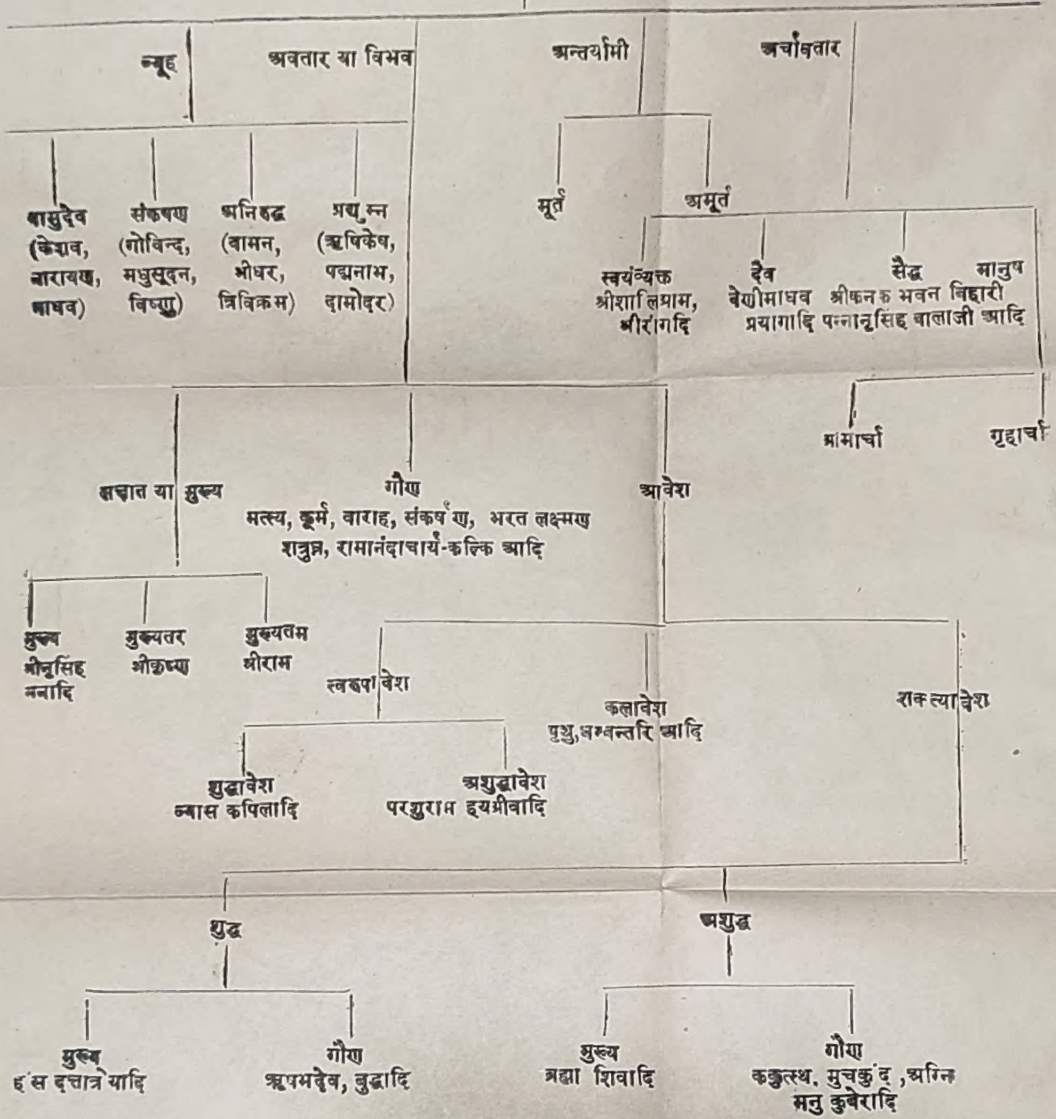 व्यूह
अवतार या विभव
अन्तर्यामी
अर्चावतार
वासुदेव
(केशव,
नारायण,
माधव)
संकषण
(गोविन्द,
मधुसूदन,
विष्णु)
अनिरुद्ध
(वामन,
श्रीधर,
त्रिविक्रम)
प्रद्युम्न
(ऋषिकेष,
पद्मनाभ,
दामोदर)
मूर्त
अमूर्त
स्वयंव्यक्त
श्रीशालिग्राम,
श्रीरंगादि
दैव
सैद्ध
मानुष
वेणीमाधव श्रीकनक भवन विहारी
प्रयागादि पन्नानृसिंह बालाजी आदि
ग्रामार्चा
गृहार्चा
साक्षात या मुख्य
गौण
मत्स्य, कूर्म, वाराह, संकर्षण, भरत लक्ष्मण
शत्रुघ्न, रामानंदाचार्य-कल्कि आदि
आवेश
मुख्य
श्रीनृसिंह
मनादि
मुख्यतर
श्रीकृष्ण
मुख्यतम
श्रीराम
स्वरूपावेश
कलावेश
पृथु,धन्वन्तरि आदि
शक्त्यावेश
शुद्धावेश
व्यास कपिलादि
अशुद्धावेश
परशुराम हयग्रीवादि
शुद्ध
अशुद्ध
मुख्य
हंस दत्तात्रेयादि
गौण
ऋषभदेव, बुद्धादि
मुख्य
ब्रह्मा शिवादि
गौण
ककुत्स्थ, मुचकुंद ,अग्नि
मनु कुबेरादि